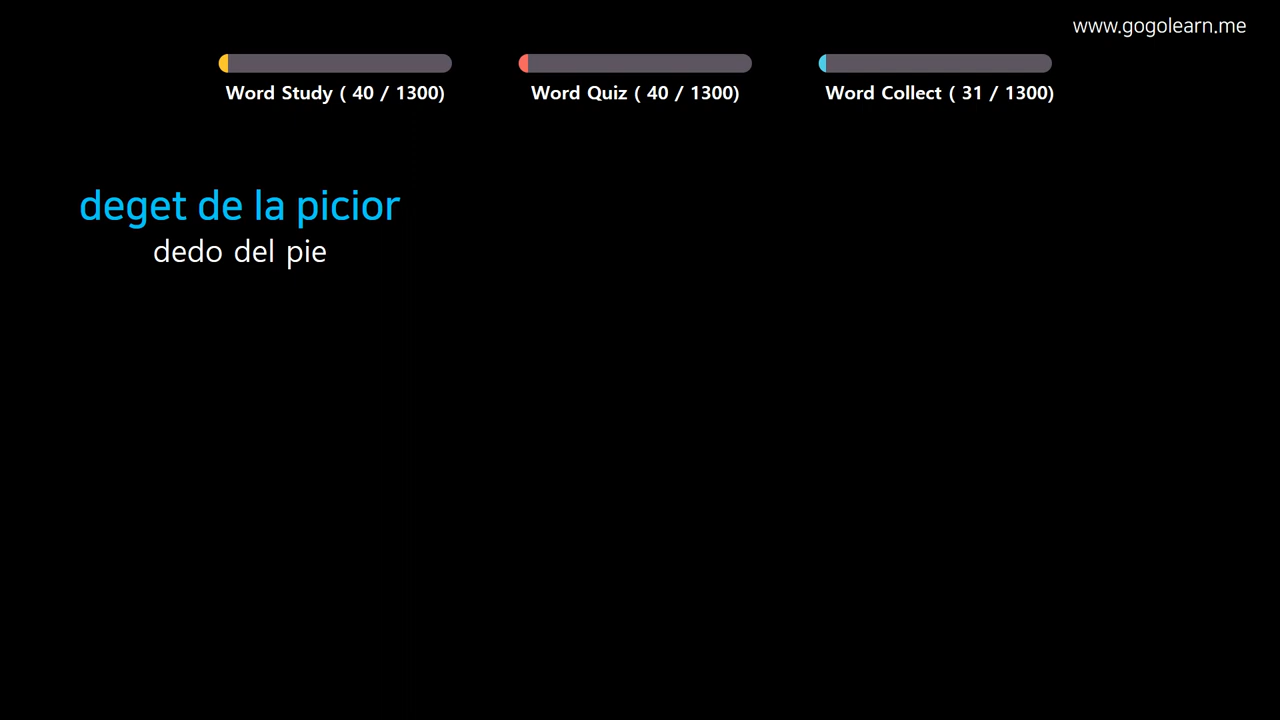 www.gogolearn.me
Word Study ( 40 / 1300)
Word Quiz ( 40 / 1300)
Word Collect ( 31 / 1300)
deget de la picior
dedo del pie